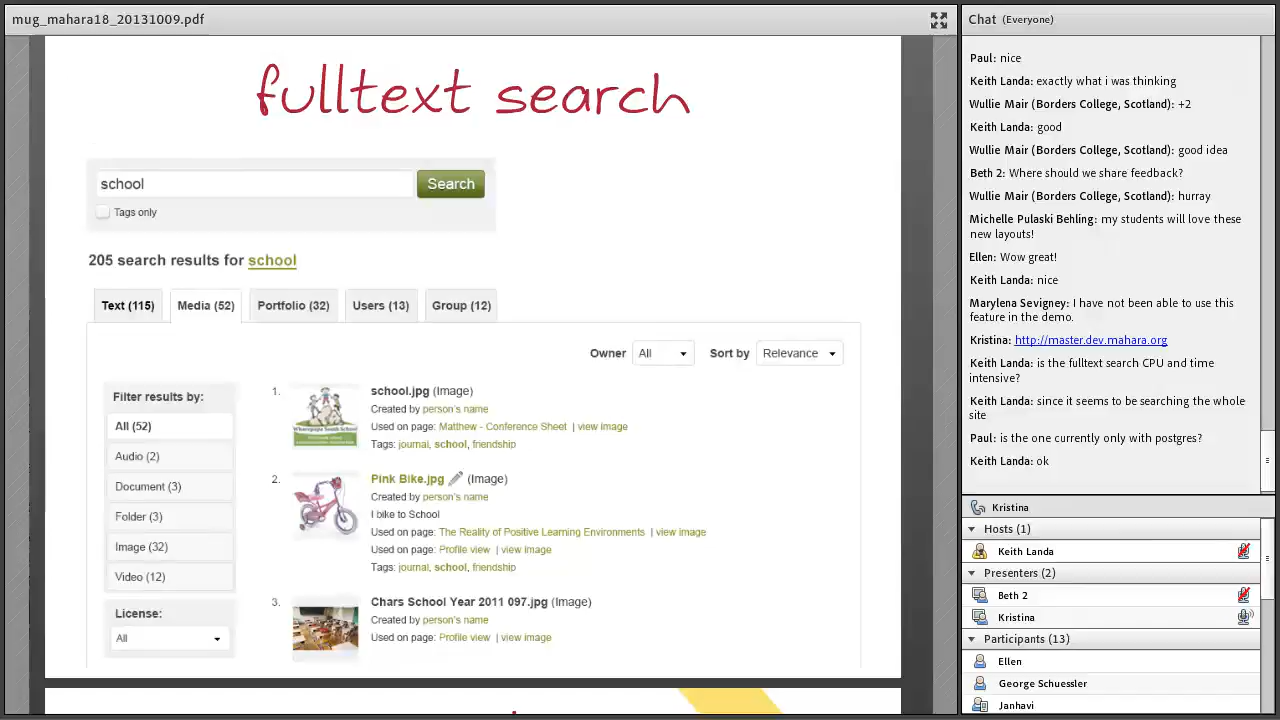 mug_mahara18_20131009.pdf
fulltext search
school
Search
Tags only
205 search results for school
Text (115)
Media (52)
Portfolio (32)
Users (13)
Group (12)
Owner All Sort by Relevance
Filter results by:
All (52)
Audio (2)
Document (3)
Folder (3)
Image (32)
Video (12)
License:
All
1. school.jpg (Image)
Created by person's name
Used on page: Matthew - Conference Sheet | view image
Tags: journal, school, friendship
2. Pink Bike.jpg (Image)
Created by person's name
I bike to School
Used on page: The Reality of Positive Learning Environments | view image
Used on page: Profile view | view image
Tags: journal, school, friendship
3. Chars School Year 2011 097.jpg (Image)
Created by person's name
Used on page: Profile view | view image
Chat (Everyone)
Paul: nice
Keith Landa: exactly what i was thinking
Wullie Mair (Borders College, Scotland): +2
Keith Landa: good
Wullie Mair (Borders College, Scotland): good idea
Beth 2: Where should we share feedback?
Wullie Mair (Borders College, Scotland): hurray
Michelle Pulaski Behling: my students will love these
new layouts!
Ellen: Wow great!
Keith Landa: nice
Marylena Sevigney: I have not been able to use this
feature in the demo.
Kristina: http://master.dev.mahara.org
Keith Landa: is the fulltext search CPU and time
intensive?
Keith Landa: since it seems to be searching the whole
site
Paul: is the one currently only with postgres?
Keith Landa: ok
Kristina
Hosts (1)
Keith Landa
Presenters (2)
Beth 2
Kristina
Participants (13)
Ellen
George Schuessler
Janhavi